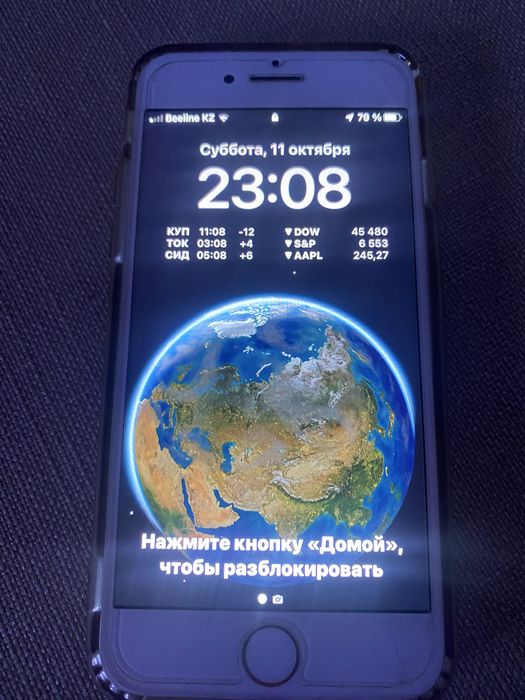 Beeline KZ 79 %
Суббота, 11 октября
23:08
КУП 11:08 -12 ▼ DOW 45 480
ТОК 03:08 +4 ▼ S&P 6 553
СИД 05:08 +6 ▼ AAPL 245,27
Нажмите кнопку «Домой»,
чтобы разблокировать